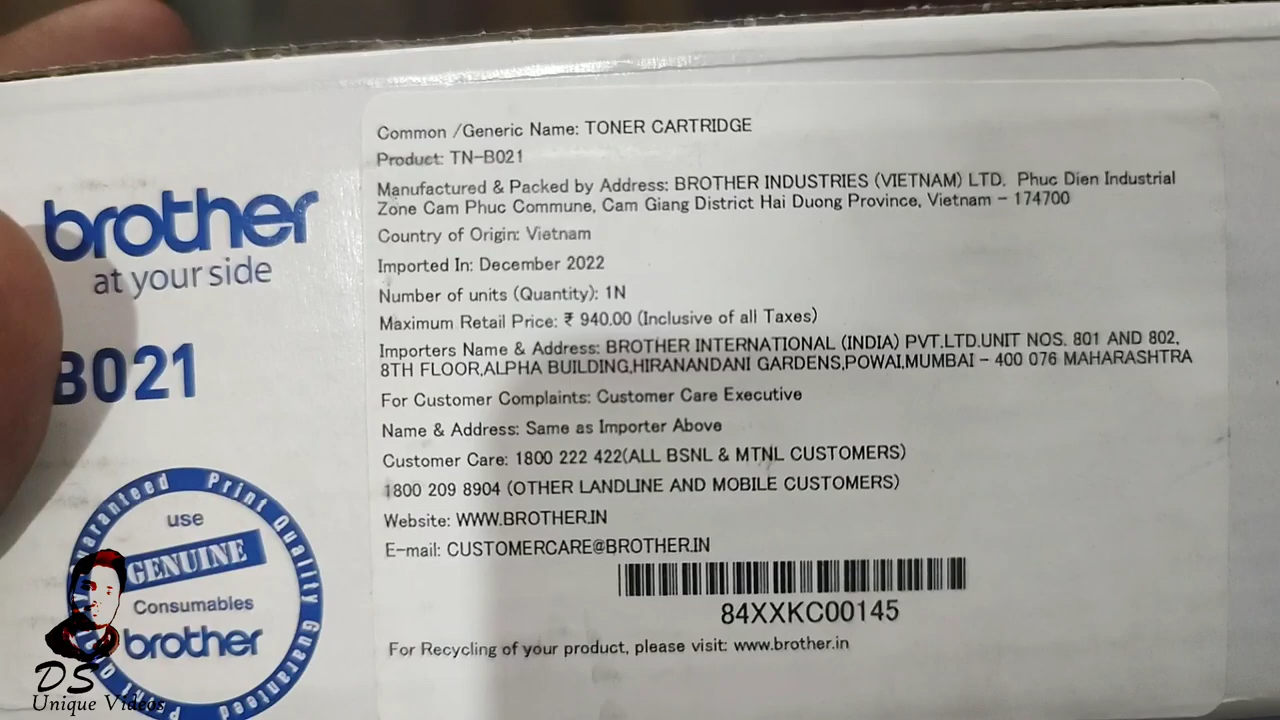 brother
at your side
B021
Print Quality Guaranteed
use
GENUINE
Consumables
brother
Common /Generic Name: TONER CARTRIDGE
Product: TN-B021
Manufactured & Packed by Address: BROTHER INDUSTRIES (VIETNAM) LTD. Phuc Dien Industrial
Zone Cam Phuc Commune, Cam Giang District Hai Duong Province, Vietnam - 174700
Country of Origin: Vietnam
Imported In: December 2022
Number of units (Quantity): 1N
Maximum Retail Price: ₹ 940.00 (Inclusive of all Taxes)
Importers Name & Address: BROTHER INTERNATIONAL (INDIA) PVT.LTD.UNIT NOS. 801 AND 802,
8TH FLOOR,ALPHA BUILDING,HIRANANDANI GARDENS,POWAI,MUMBAI - 400 076 MAHARASHTRA
For Customer Complaints: Customer Care Executive
Name & Address: Same as Importer Above
Customer Care: 1800 222 422(ALL BSNL & MTNL CUSTOMERS)
1800 209 8904 (OTHER LANDLINE AND MOBILE CUSTOMERS)
Website: WWW.BROTHER.IN
E-mail: CUSTOMERCARE@BROTHER.IN
84XXKC00145
For Recycling of your product, please visit: www.brother.in
DS
Unique Videos